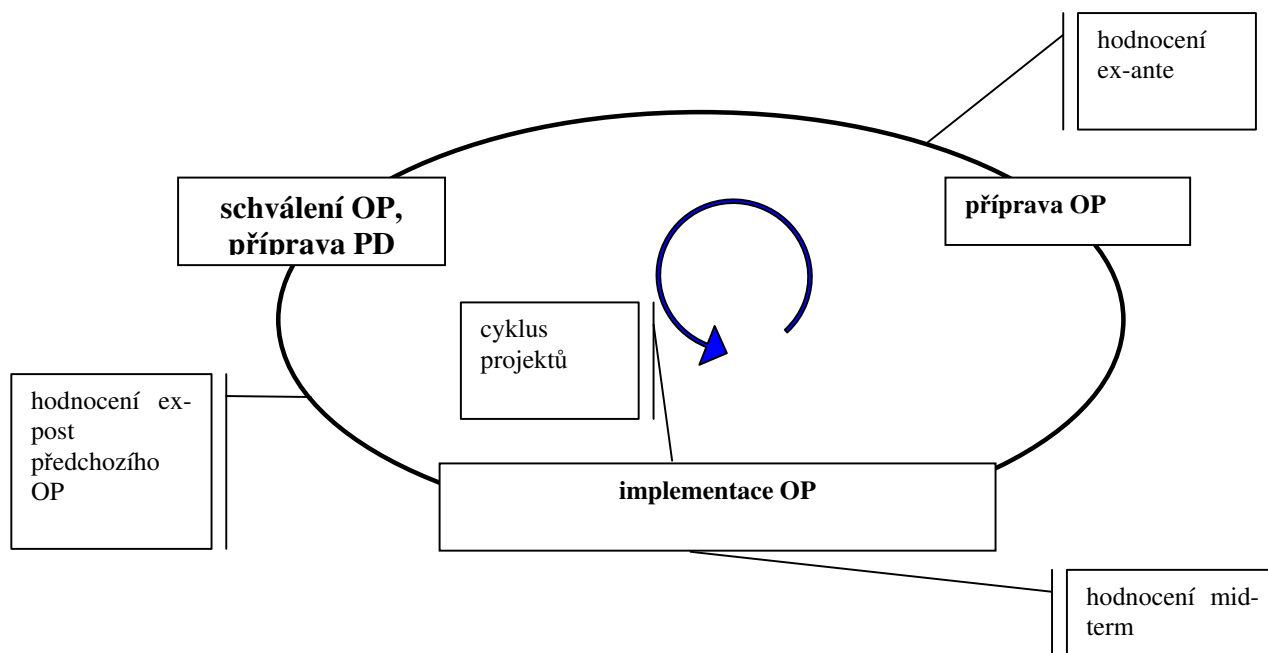 hodnocení
ex-ante
schválení OP,
příprava PD
příprava OP
cyklus
projektů
hodnocení ex-
post
předchozího
OP
implementace OP
hodnocení mid-
term